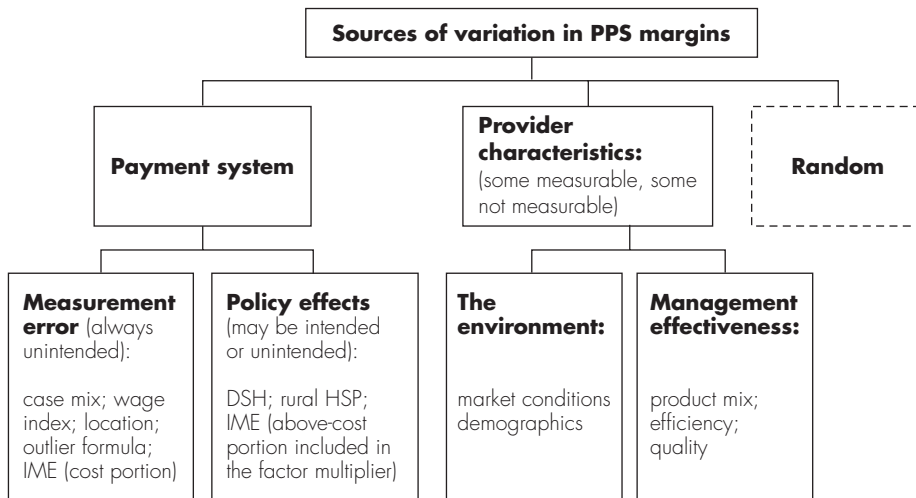 Sources of variation in PPS margins
Payment system
Provider
characteristics:
(some measurable, some
not measurable)
Random
Measurement
error (always
unintended):
case mix; wage
index; location;
outlier formula;
IME (cost portion)
Policy effects
(may be intended
or unintended):
DSH; rural HSP;
IME (above-cost
portion included in
the factor multiplier)
The
environment:
market conditions
demographics
Management
effectiveness:
product mix;
efficiency;
quality